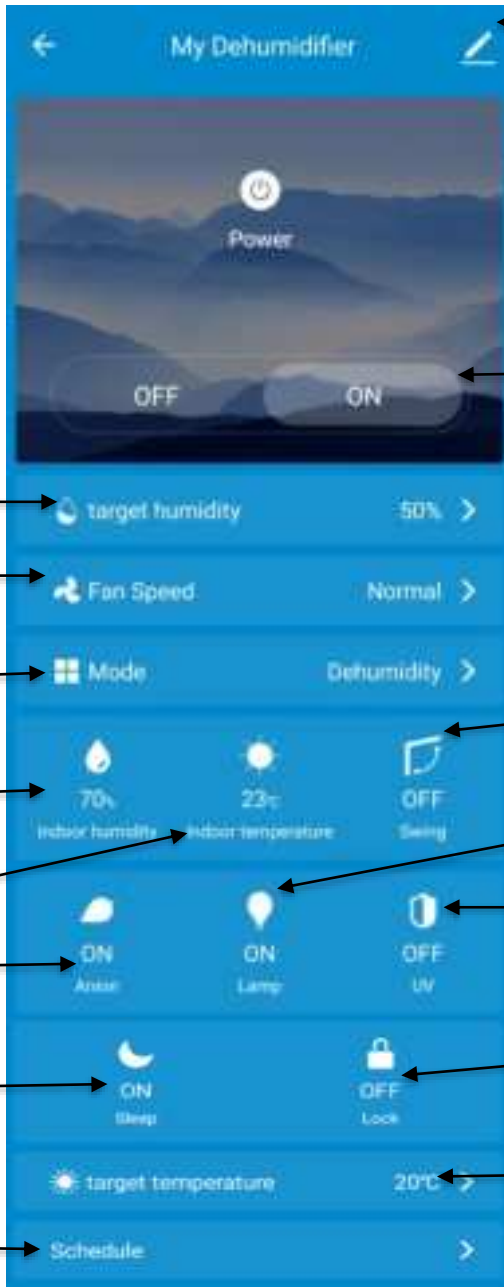 My Dehumidifier
Power
OFF ON
target humidity 50%
Fan Speed Normal
Mode Dehumidity
70% 23℃ OFF
indoor humidity indoor temperature Swing
ON ON OFF
Anion Lamp UV
ON OFF
Sleep Lock
target temperature 20℃
Schedule